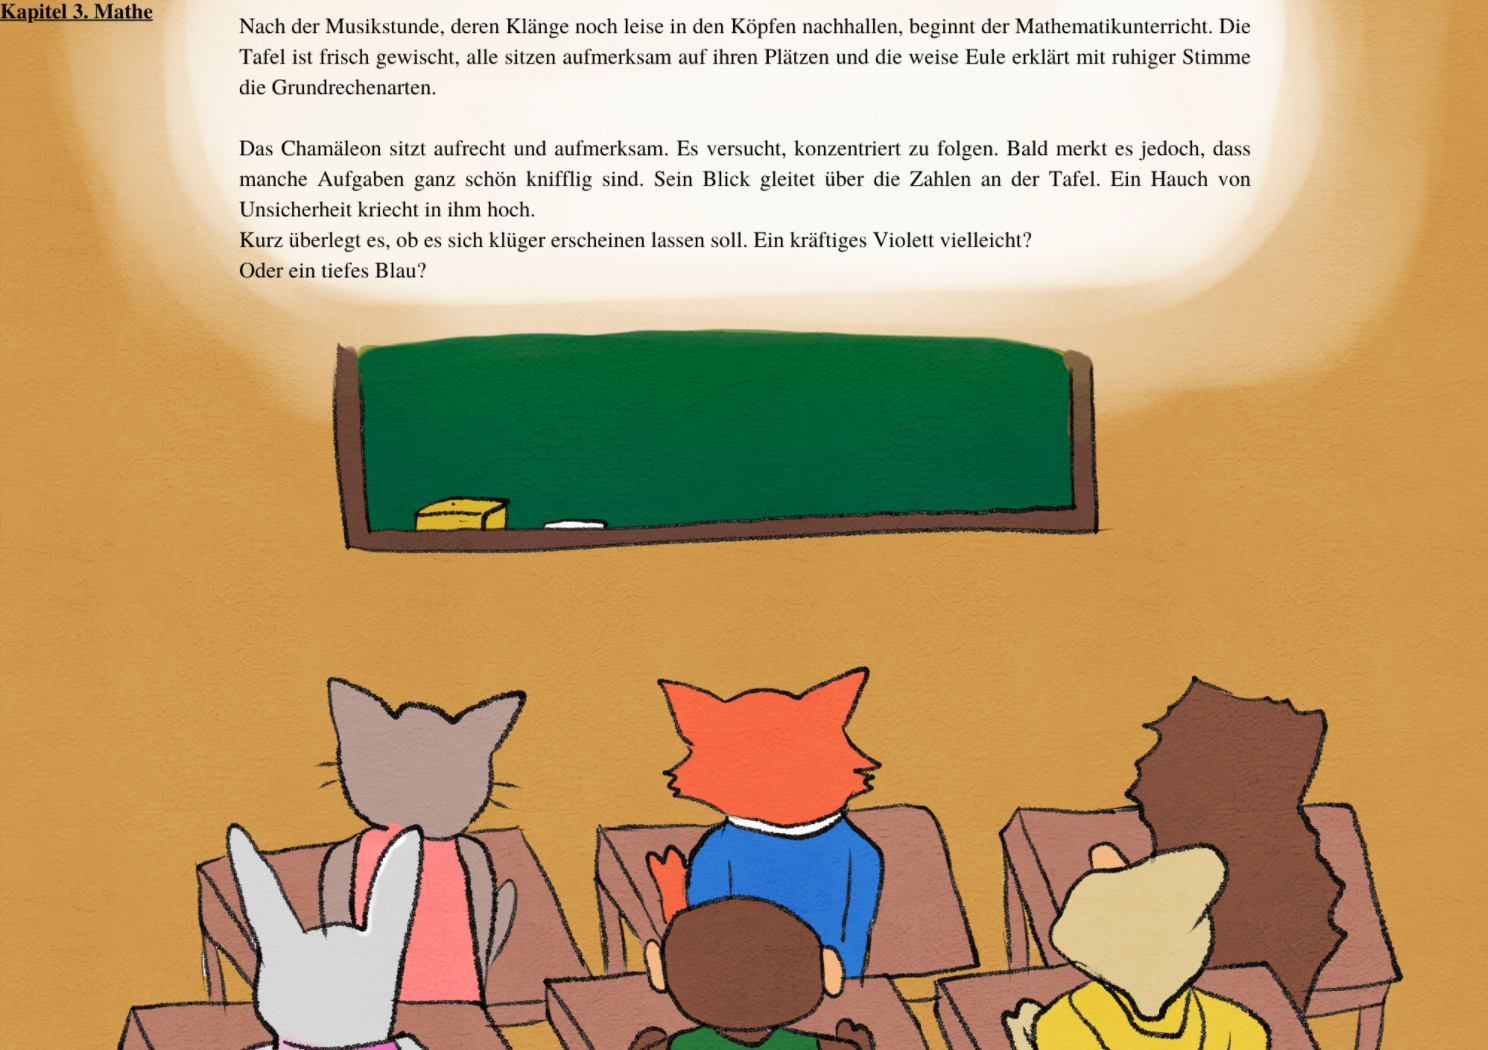 Kapitel 3. Mathe
Nach der Musikstunde, deren Klänge noch leise in den Köpfen nachhallen, beginnt der Mathematikunterricht. Die
Tafel ist frisch gewischt, alle sitzen aufmerksam auf ihren Plätzen und die weise Eule erklärt mit ruhiger Stimme
die Grundrechenarten.
Das Chamäleon sitzt aufrecht und aufmerksam. Es versucht, konzentriert zu folgen. Bald merkt es jedoch, dass
manche Aufgaben ganz schön knifflig sind. Sein Blick gleitet über die Zahlen an der Tafel. Ein Hauch von
Unsicherheit kriecht in ihm hoch.
Kurz überlegt es, ob es sich klüger erscheinen lassen soll. Ein kräftiges Violett vielleicht?
Oder ein tiefes Blau?